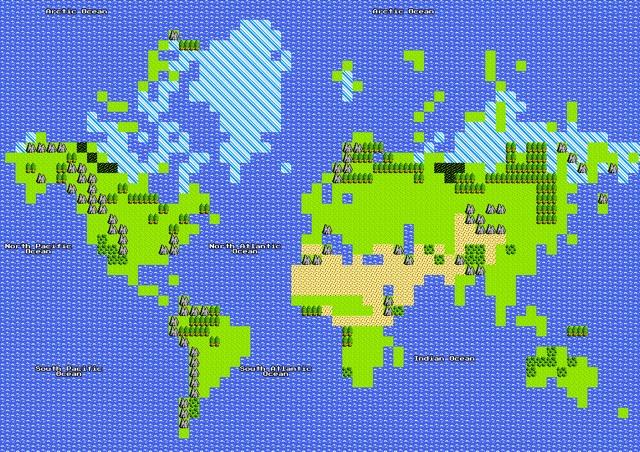 Arctic Ocean
Arctic Ocean
North Pacific
Ocean
North Atlantic
Ocean
Indian Ocean
South Pacific
Ocean
South Atlantic
Ocean